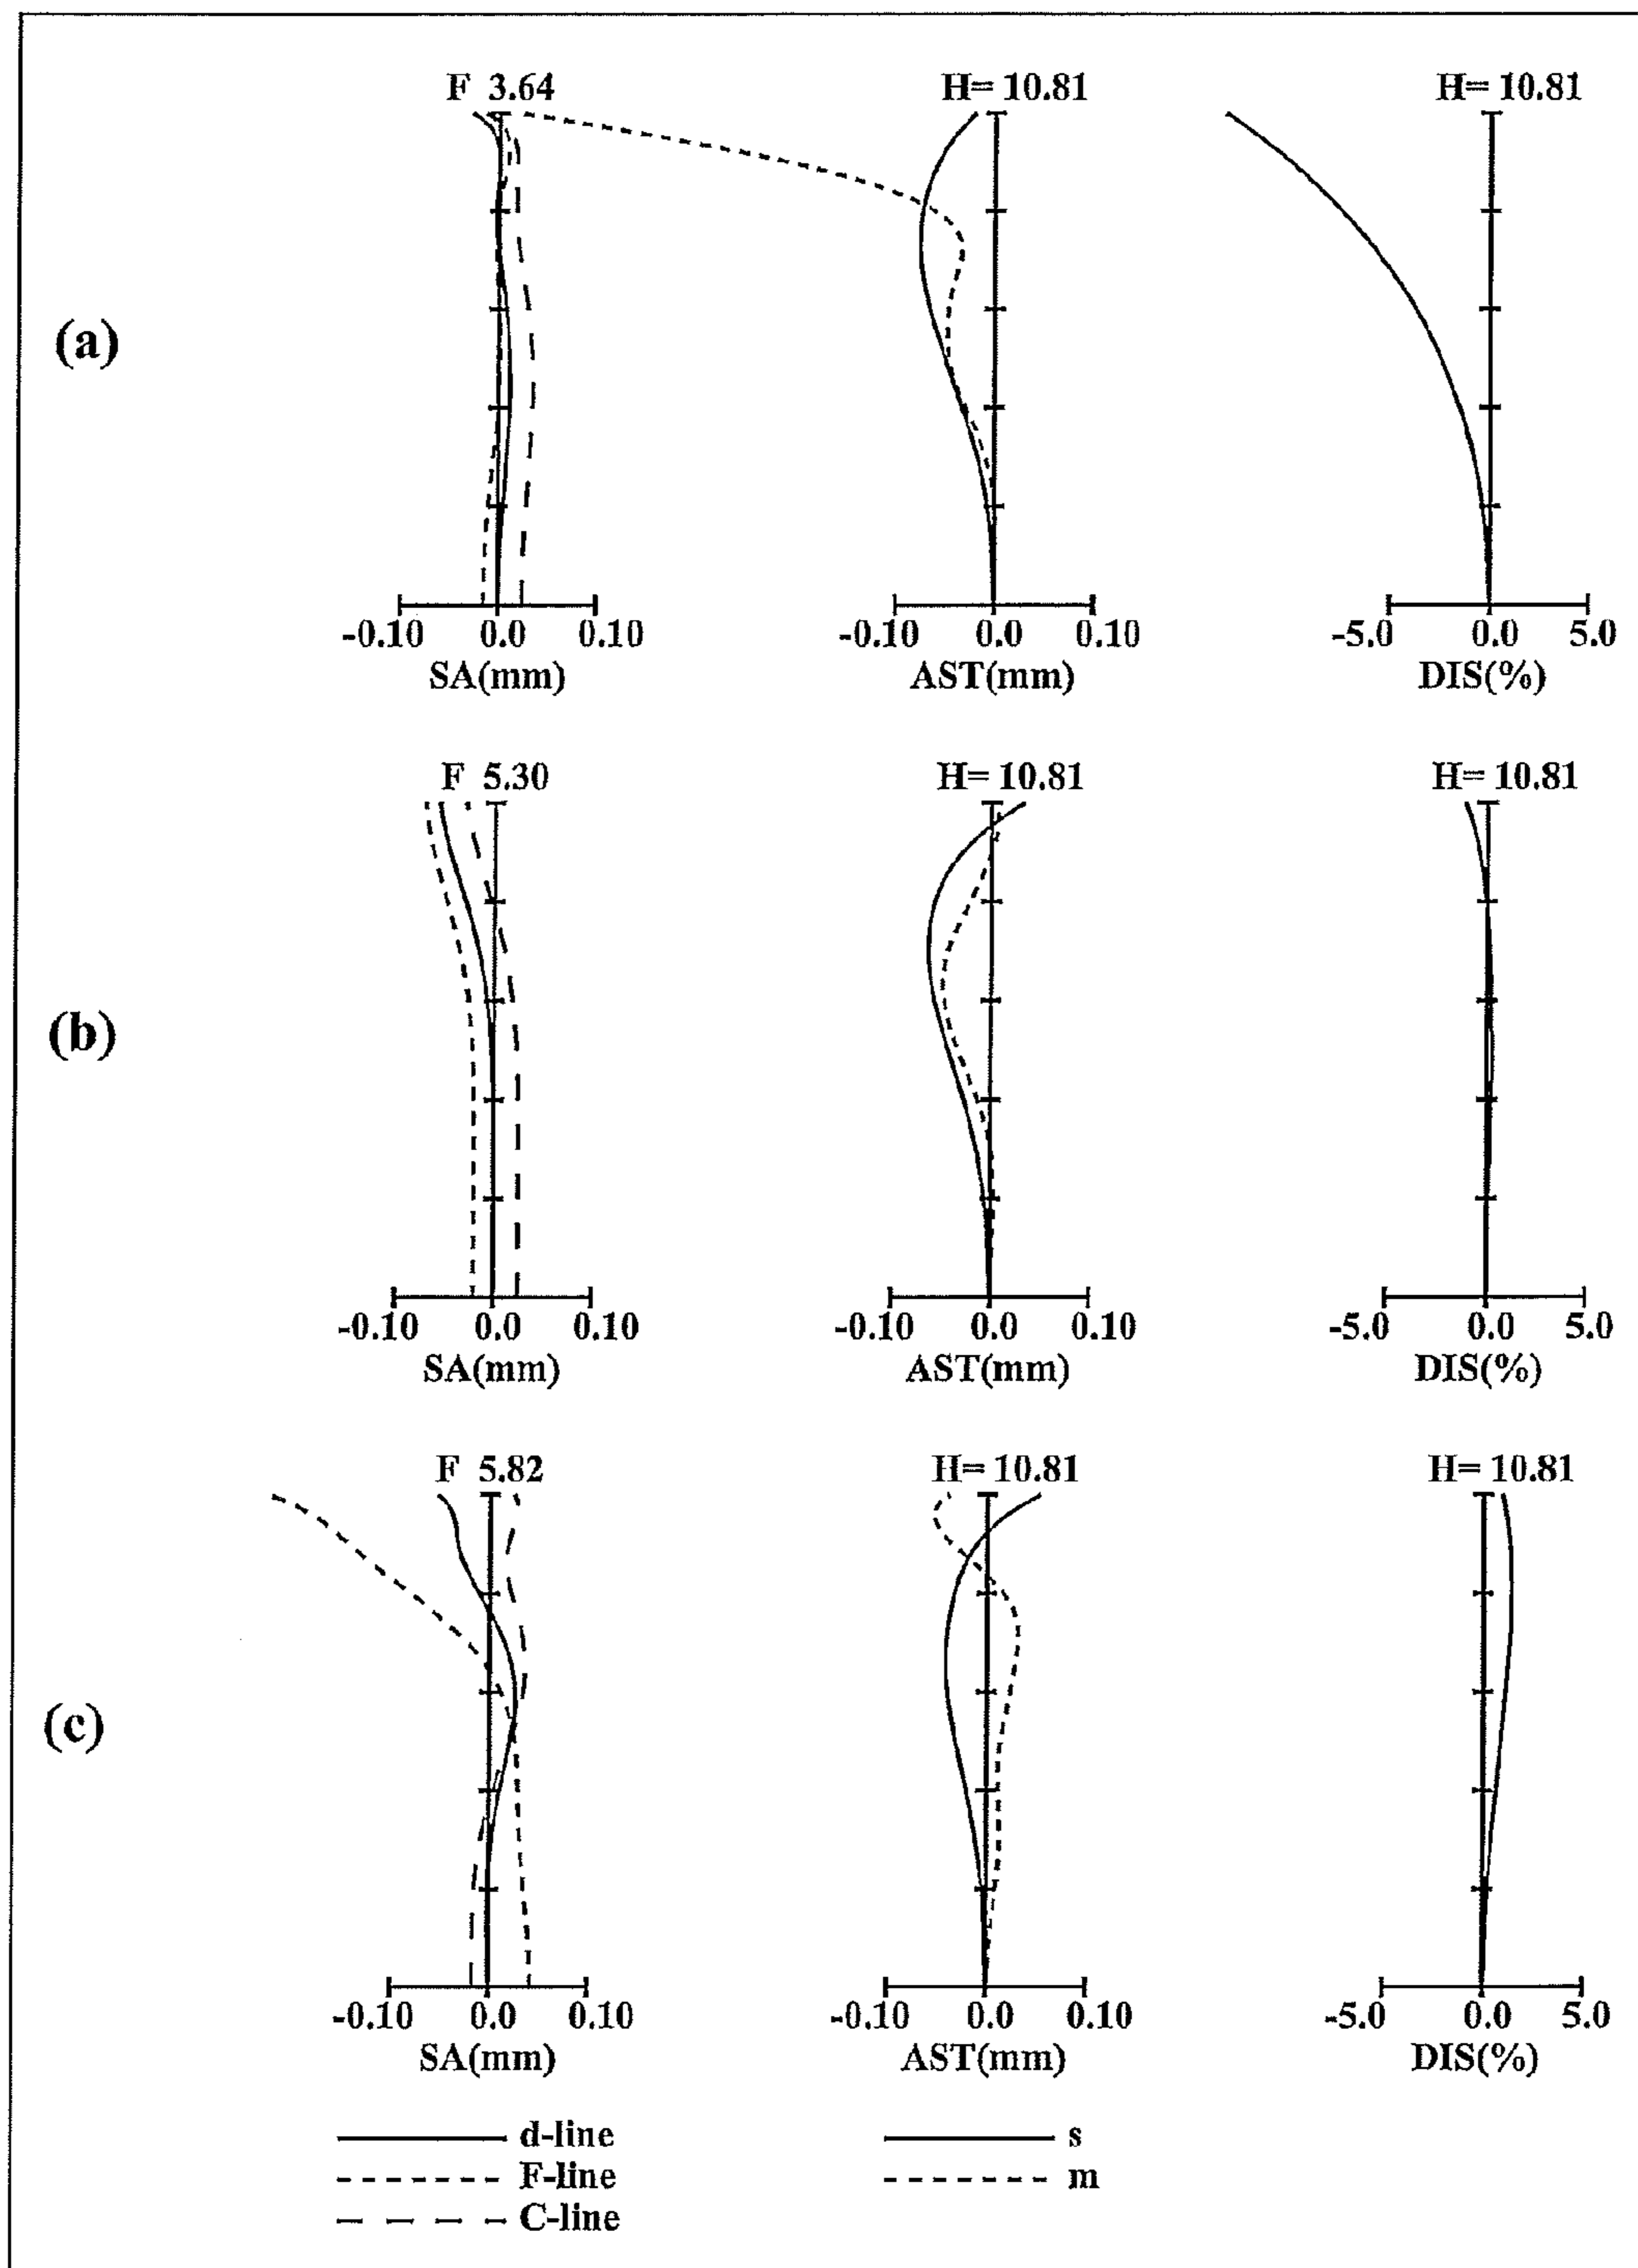 F 3.64 H= 10.81 H= 10.81
(a)
-0.10 0.0 0.10 -0.10 0.0 0.10 -5.0 0.0 5.0
SA(mm) AST(mm) DIS(%)
F 5.30 H= 10.81 H= 10.81
(b)
-0.10 0.0 0.10 -0.10 0.0 0.10 -5.0 0.0 5.0
SA(mm) AST(mm) DIS(%)
F 5.82 H= 10.81 H= 10.81
(c)
-0.10 0.0 0.10 -0.10 0.0 0.10 -5.0 0.0 5.0
SA(mm) AST(mm) DIS(%)
d-line s
F-line m
C-line